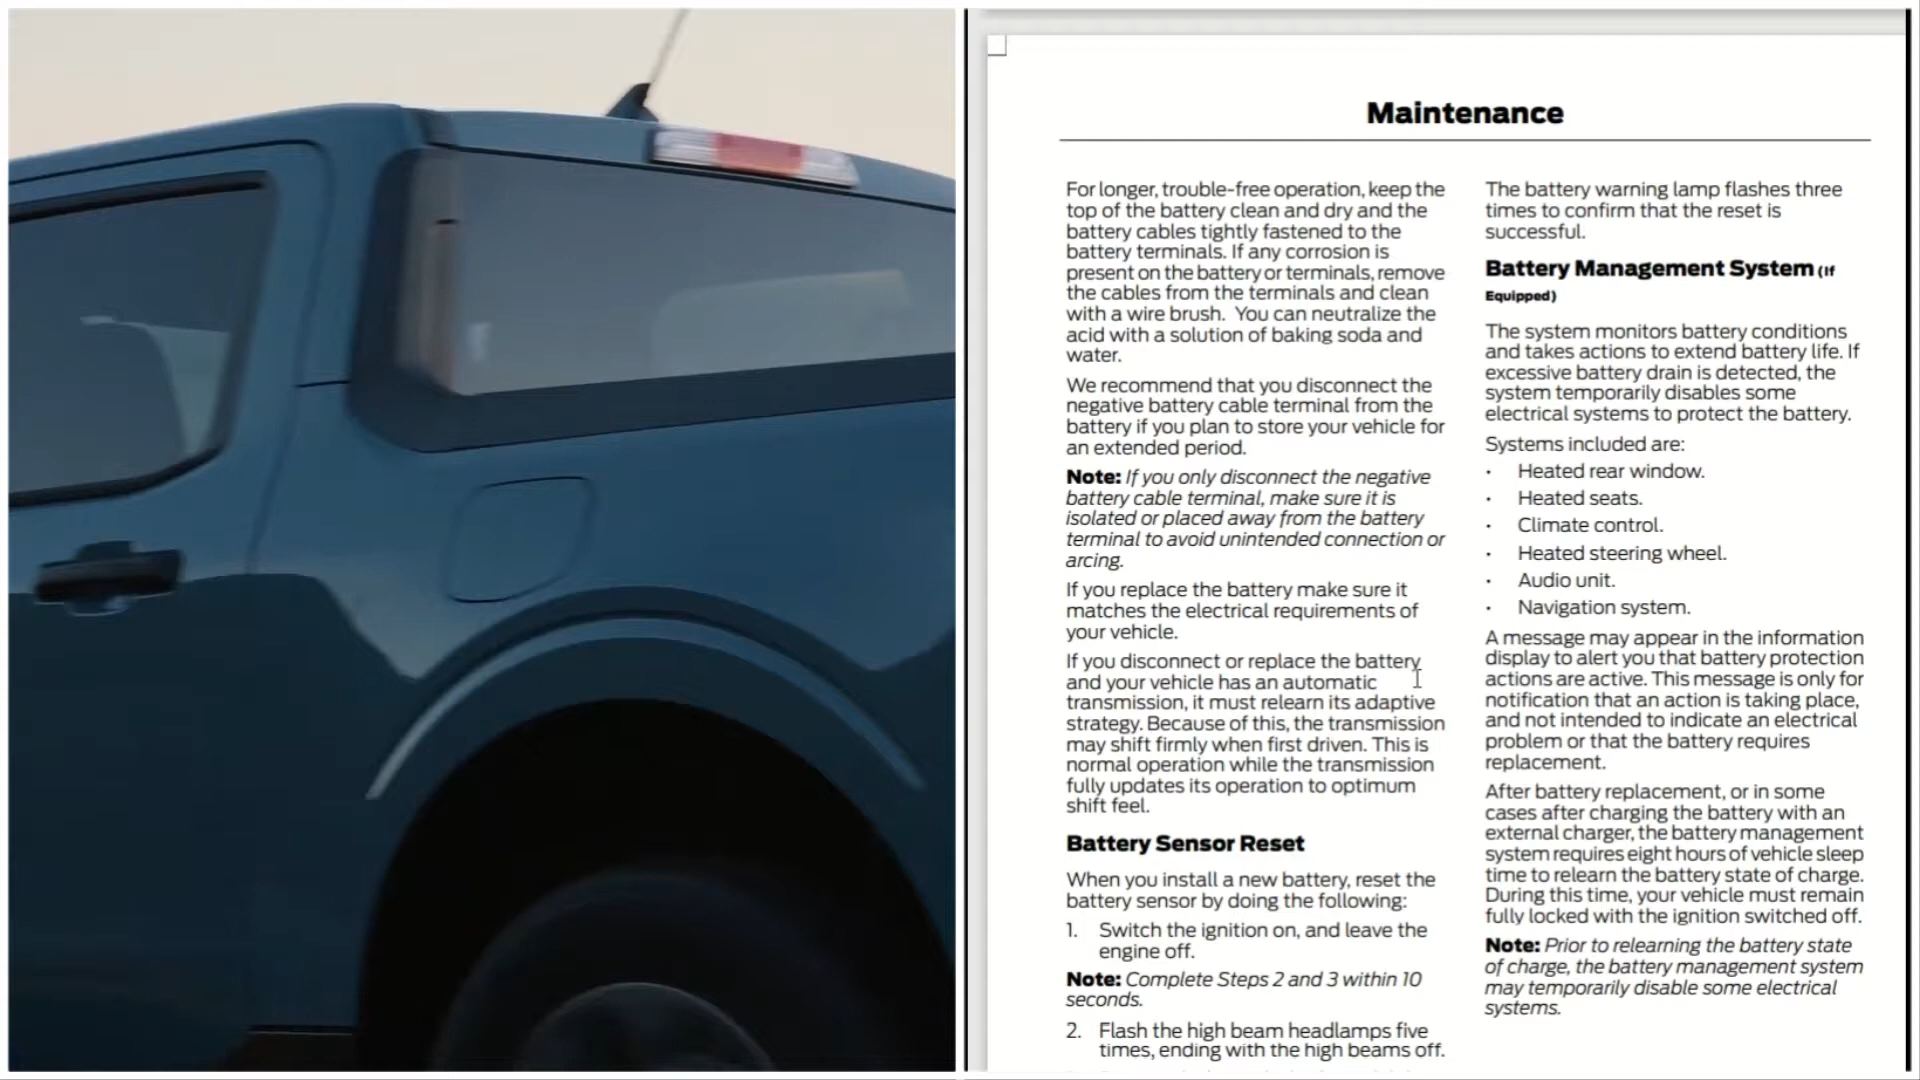 Maintenance
For longer, trouble-free operation, keep the
top of the battery clean and dry and the
battery cables tightly fastened to the
battery terminals. If any corrosion is
present on the battery or terminals, remove
the cables from the terminals and clean
with a wire brush.  You can neutralize the
acid with a solution of baking soda and
water.
We recommend that you disconnect the
negative battery cable terminal from the
battery if you plan to store your vehicle for
an extended period.
Note: If you only disconnect the negative
battery cable terminal, make sure it is
isolated or placed away from the battery
terminal to avoid unintended connection or
arcing.
If you replace the battery make sure it
matches the electrical requirements of
your vehicle.
If you disconnect or replace the battery
and your vehicle has an automatic
transmission, it must relearn its adaptive
strategy. Because of this, the transmission
may shift firmly when first driven. This is
normal operation while the transmission
fully updates its operation to optimum
shift feel.
Battery Sensor Reset
When you install a new battery, reset the
battery sensor by doing the following:
1. Switch the ignition on, and leave the
engine off.
Note: Complete Steps 2 and 3 within 10
seconds.
2. Flash the high beam headlamps five
times, ending with the high beams off.
The battery warning lamp flashes three
times to confirm that the reset is
successful.
Battery Management System (If
Equipped)
The system monitors battery conditions
and takes actions to extend battery life. If
excessive battery drain is detected, the
system temporarily disables some
electrical systems to protect the battery.
Systems included are:
· Heated rear window.
· Heated seats.
· Climate control.
· Heated steering wheel.
· Audio unit.
· Navigation system.
A message may appear in the information
display to alert you that battery protection
actions are active. This message is only for
notification that an action is taking place,
and not intended to indicate an electrical
problem or that the battery requires
replacement.
After battery replacement, or in some
cases after charging the battery with an
external charger, the battery management
system requires eight hours of vehicle sleep
time to relearn the battery state of charge.
During this time, your vehicle must remain
fully locked with the ignition switched off.
Note: Prior to relearning the battery state
of charge, the battery management system
may temporarily disable some electrical
systems.